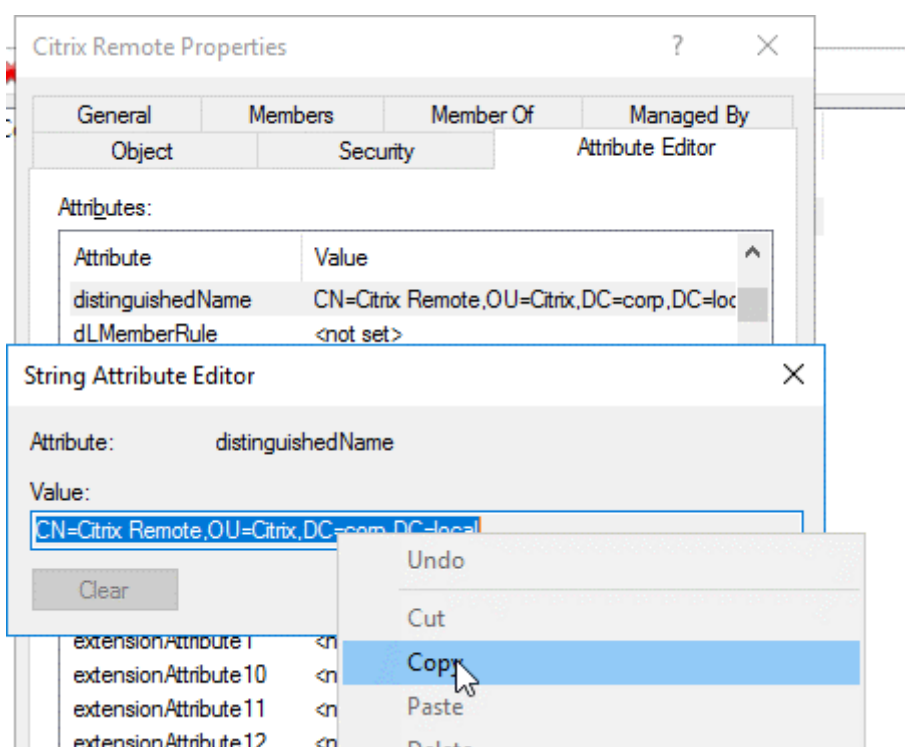 Citrix Remote Properties ? ×
General Members Member Of Managed By
Object Security Attribute Editor
Attributes:
Attribute Value
distinguishedName CN=Citrix Remote,OU=Citrix,DC=corp,DC=loc
dLMemberRule <not set>
String Attribute Editor ×
Attribute: distinguishedName
Value:
CN=Citrix Remote,OU=Citrix,DC=corp,DC=local
Undo
Clear
Cut
extensionAttribute1 <n
Copy
extensionAttribute10 <n
extensionAttribute11 <n
Paste
extensionAttribute12 <n
Delete